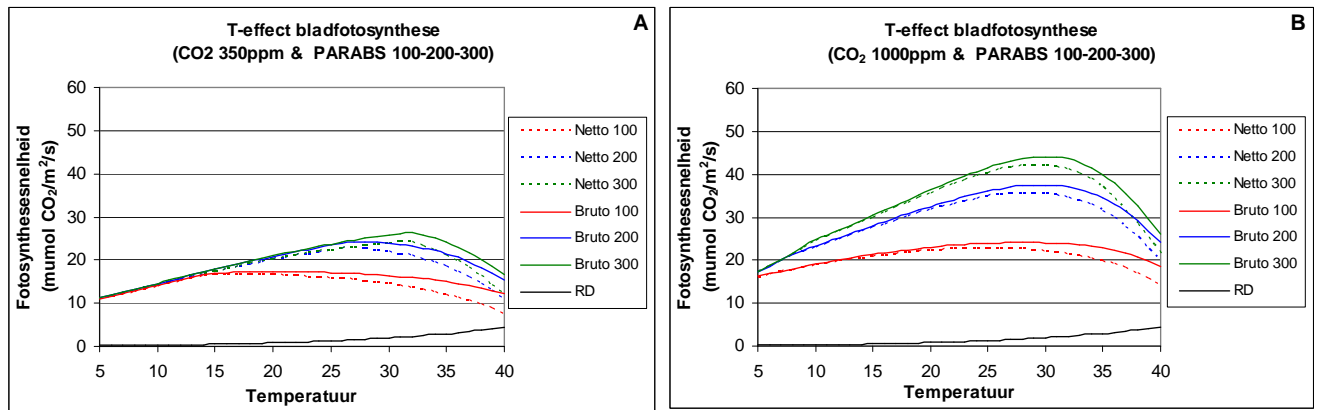 A
T-effect bladfotosynthese
(CO2 350ppm & PARABS 100-200-300)
Fotosynthesesnelheid
(mumol CO₂/m²/s)
60
50
40
30
20
10
0
5 10 15 20 25 30 35 40
Temperatuur
Netto 100
Netto 200
Netto 300
Bruto 100
Bruto 200
Bruto 300
RD
B
T-effect bladfotosynthese
(CO₂ 1000ppm & PARABS 100-200-300)
Fotosynthesesnelheid
(mumol CO₂/m²/s)
60
50
40
30
20
10
0
5 10 15 20 25 30 35 40
Temperatuur
Netto 100
Netto 200
Netto 300
Bruto 100
Bruto 200
Bruto 300
RD